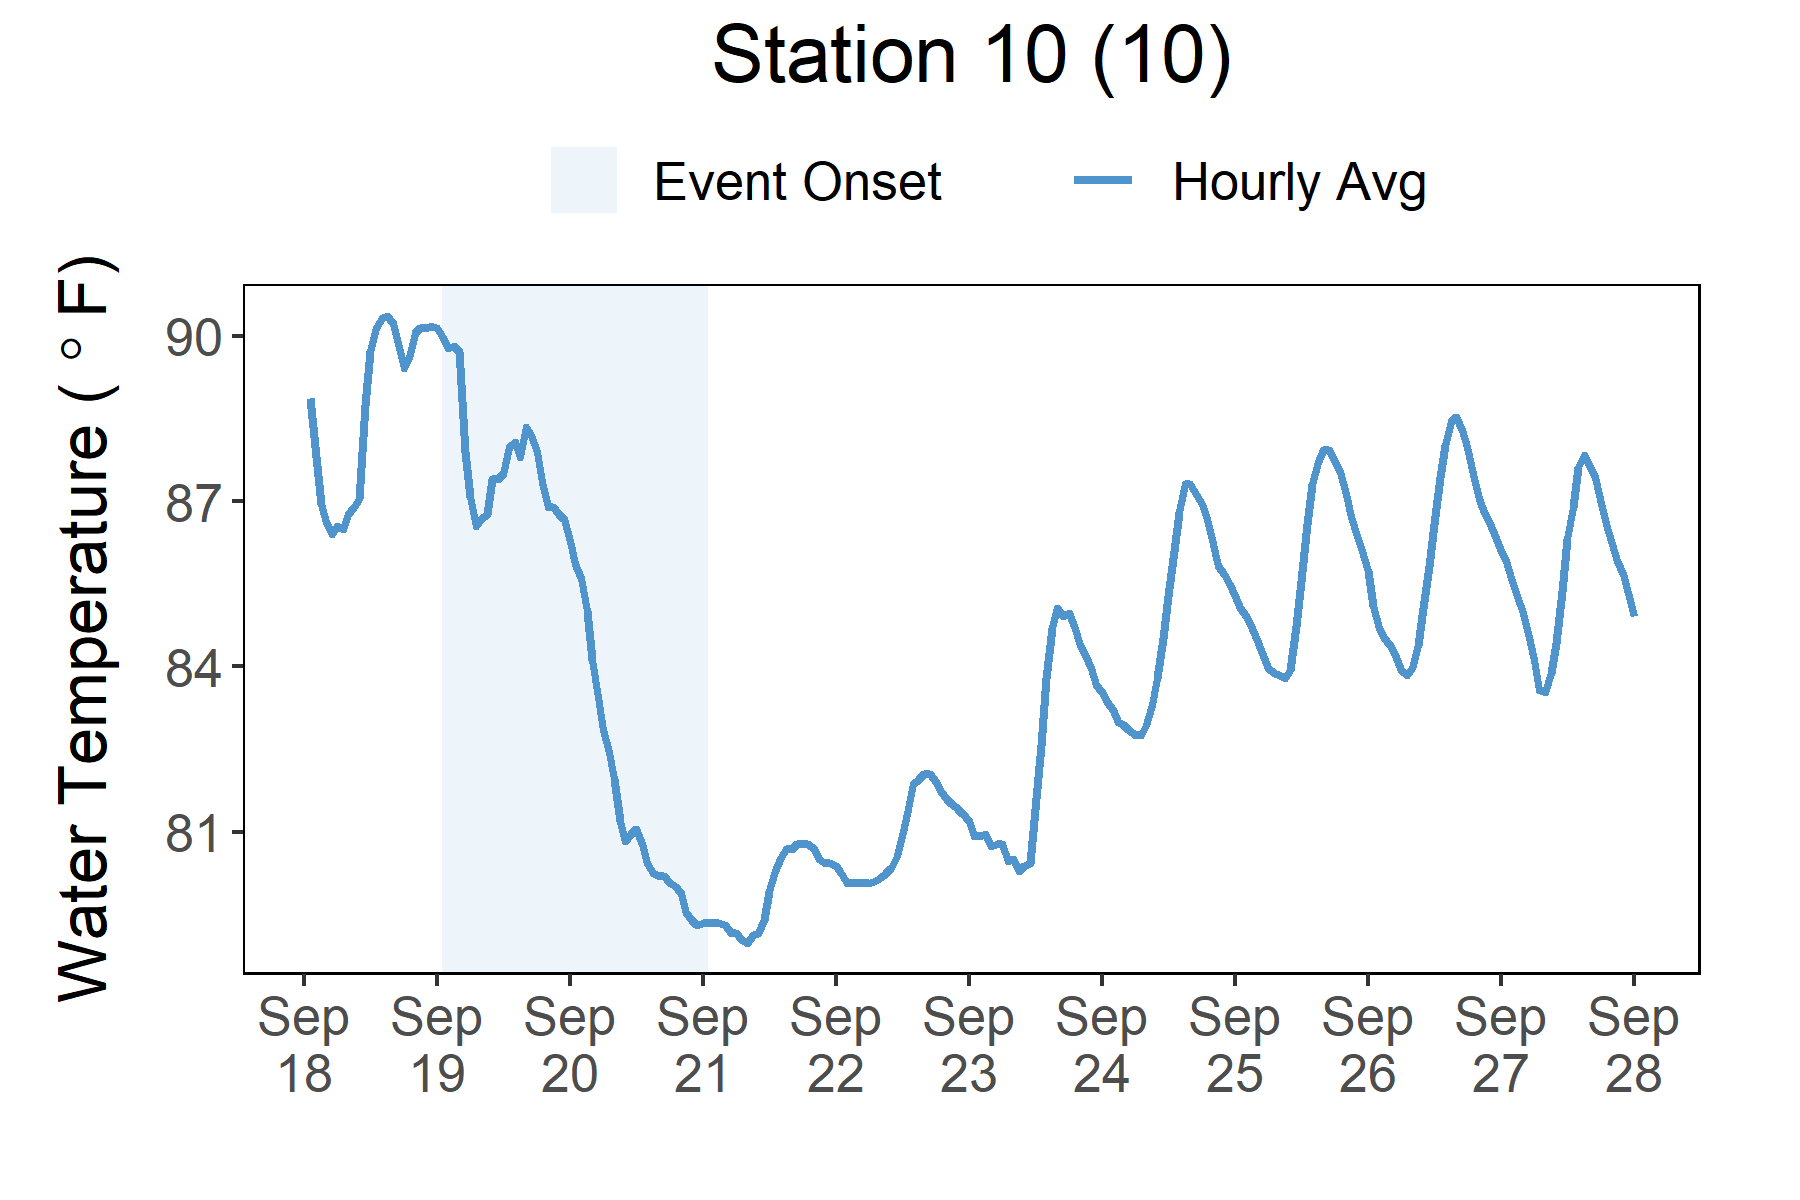 Station 10 (10)
Event Onset
Hourly Avg
Water Temperature ( ° F)
90
87
84
81
Sep 18
Sep 19
Sep 20
Sep 21
Sep 22
Sep 23
Sep 24
Sep 25
Sep 26
Sep 27
Sep 28